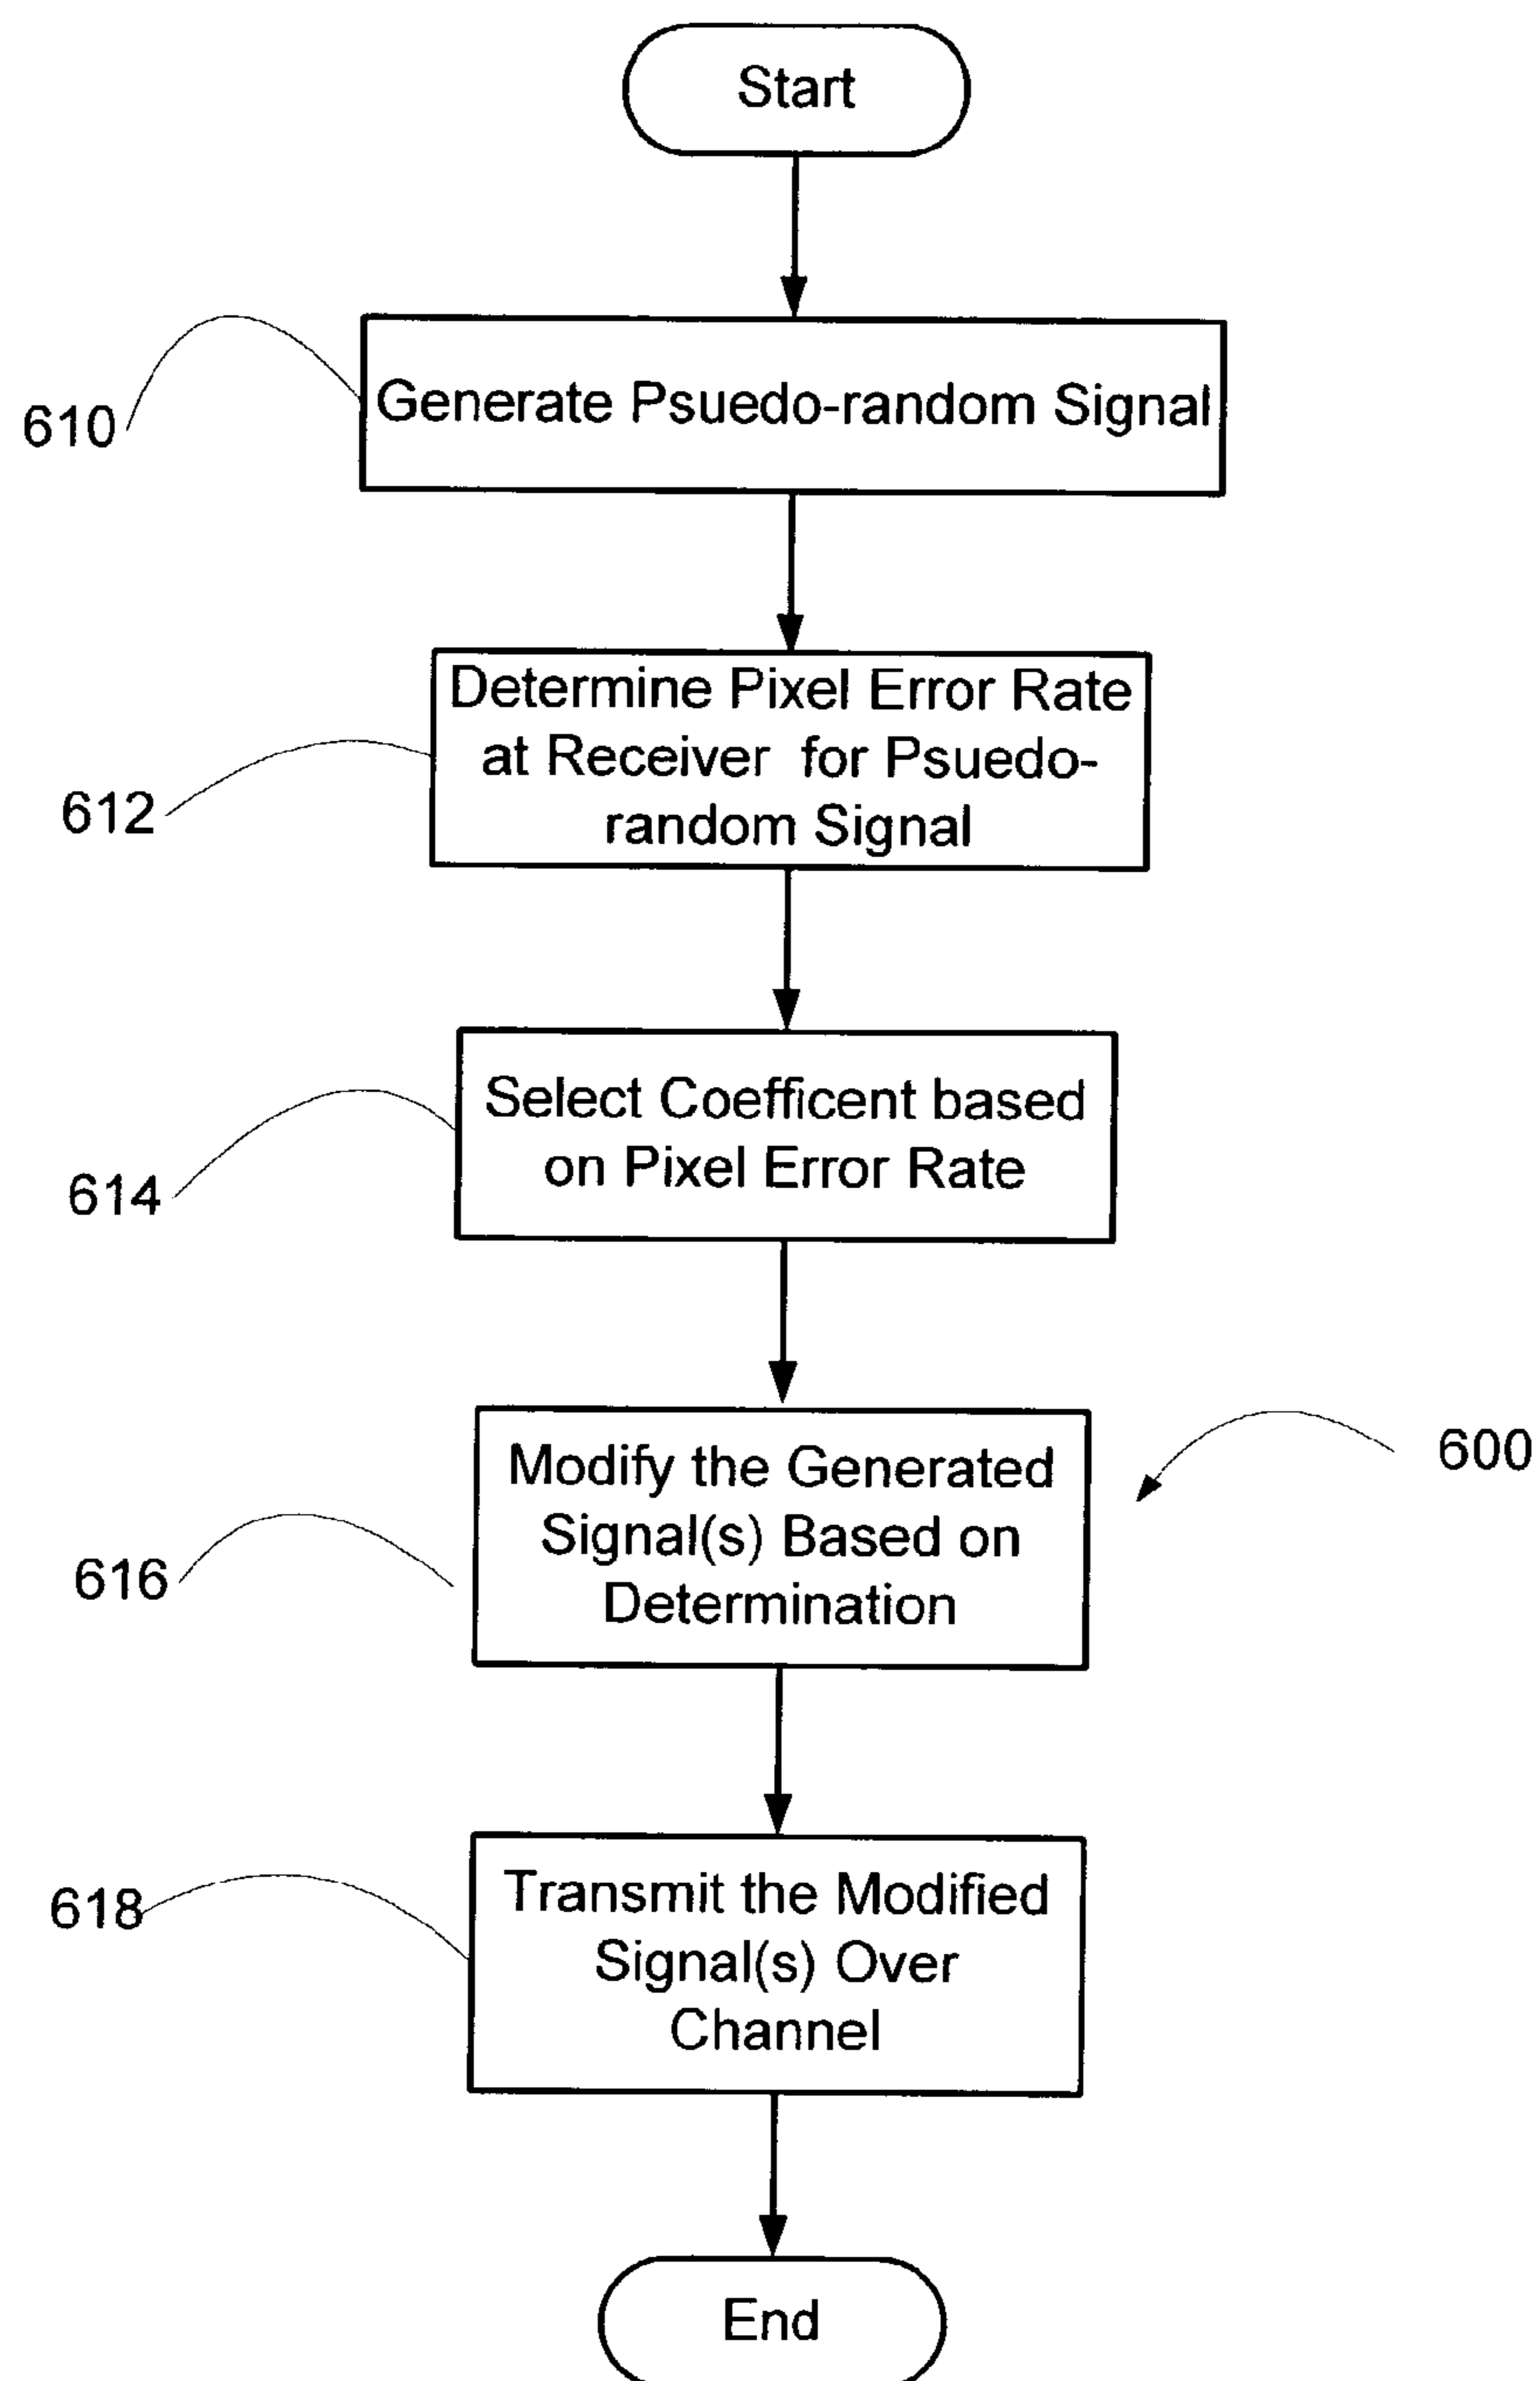 Start
610
Generate Psuedo-random Signal
612
Determine Pixel Error Rate
at Receiver for Psuedo-
random Signal
614
Select Coefficent based
on Pixel Error Rate
616
Modify the Generated
Signal(s) Based on
Determination
600
618
Transmit the Modified
Signal(s) Over
Channel
End